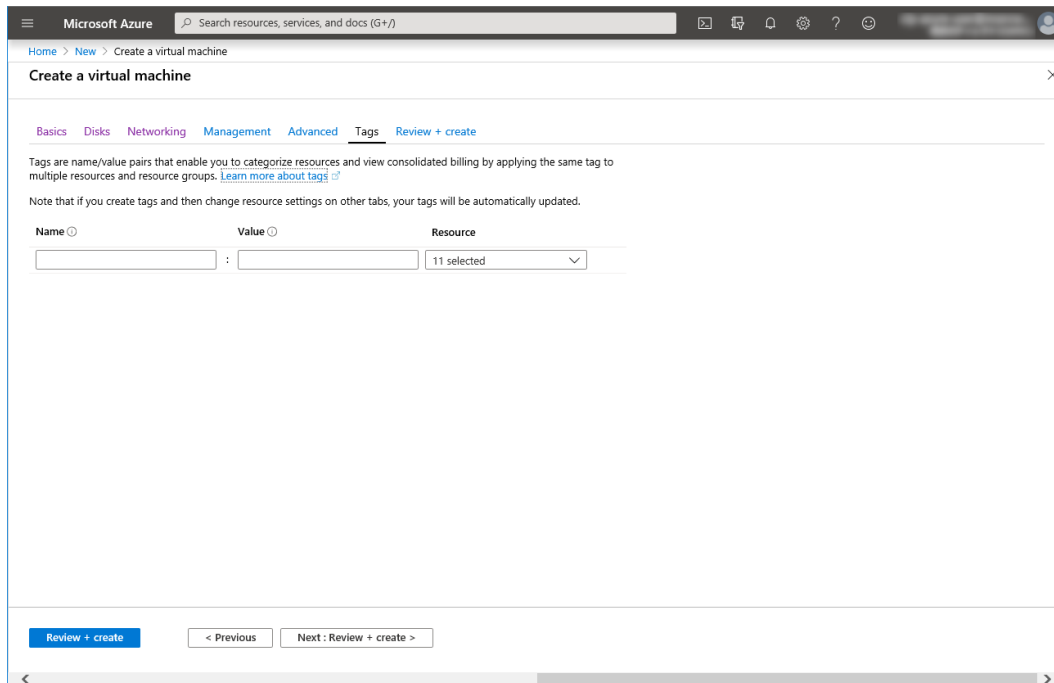 Microsoft Azure
Search resources, services, and docs (G+/)
Home > New > Create a virtual machine
Create a virtual machine
Basics Disks Networking Management Advanced Tags Review + create
Tags are name/value pairs that enable you to categorize resources and view consolidated billing by applying the same tag to
multiple resources and resource groups. Learn more about tags
Note that if you create tags and then change resource settings on other tabs, your tags will be automatically updated.
Name Value Resource
: 11 selected
Review + create < Previous Next : Review + create >